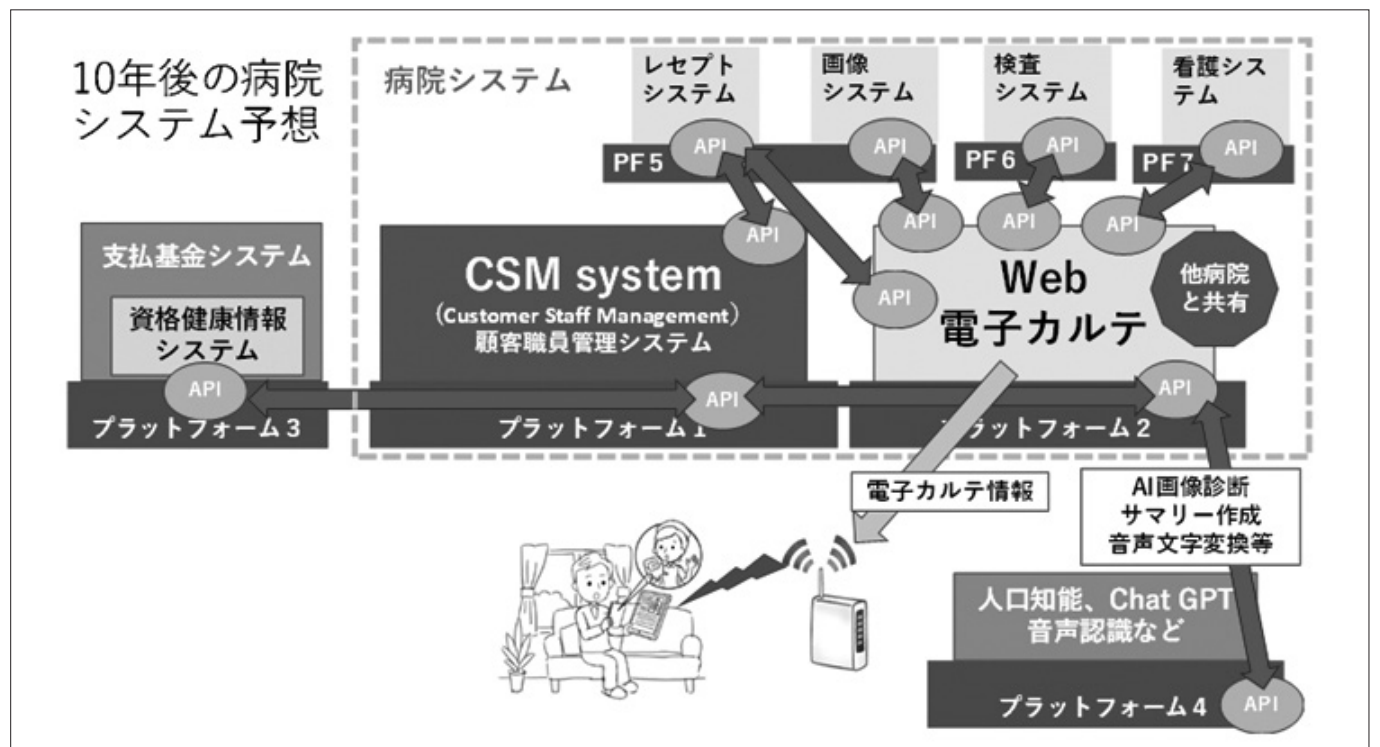 10年後の病院
システム予想
病院システム
レセプト
システム
API
PF5
画像
システム
API
検査
システム
API
PF6
看護シス
テム
API
PF7
支払基金システム
資格健康情報
システム
API
プラットフォーム3
CSM system
(Customer Staff Management)
顧客職員管理システム
API
API
プラットフォーム1
API
API
API
API
Web
電子カルテ
他病院
と共有
API
プラットフォーム2
電子カルテ情報
AI画像診断
サマリー作成
音声文字変換等
人口知能、Chat GPT
音声認識など
プラットフォーム4
API